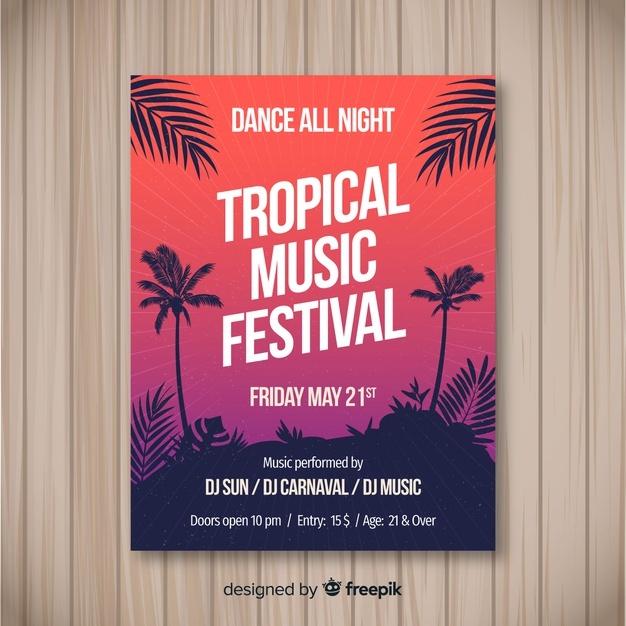 DANCE ALL NIGHT
TROPICAL
MUSIC
FESTIVAL
FRIDAY MAY 21ST
Music performed by
DJ SUN / DJ CARNAVAL / DJ MUSIC
Doors open 10 pm / Entry: 15 $ / Age: 21 & Over
designed by freepik